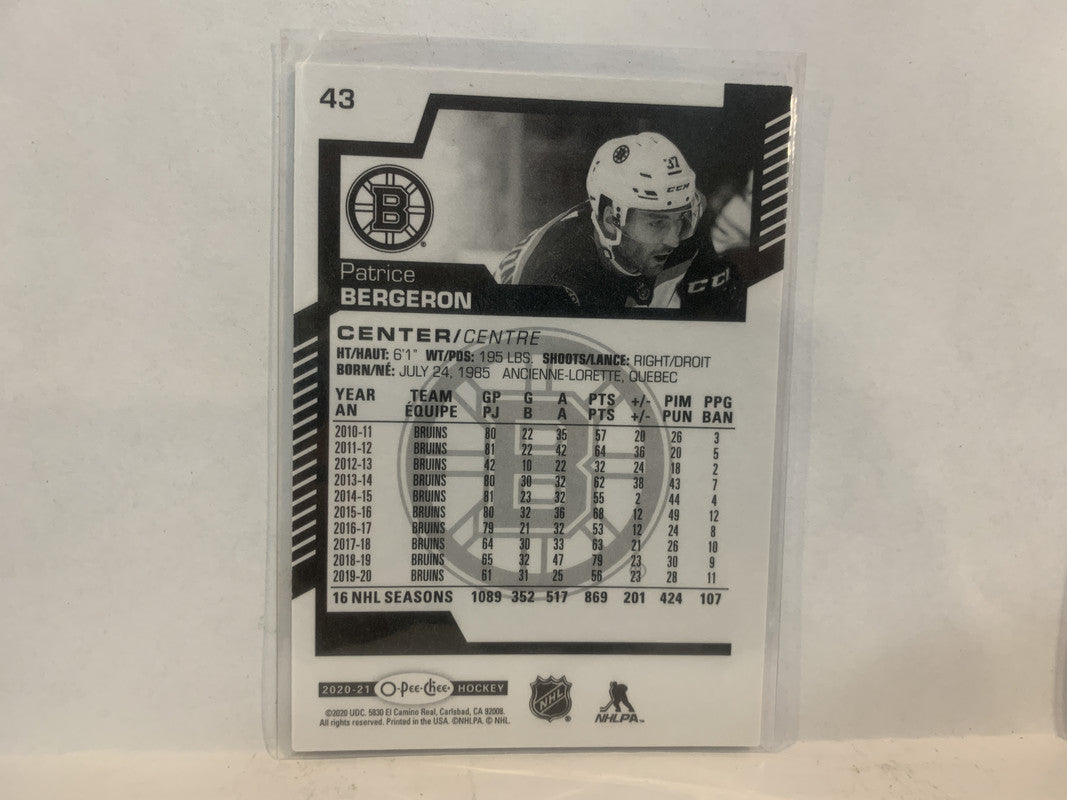 43
37
CCM
B
Patrice
BERGERON
CENTER/CENTRE
HT/HAUT: 6'1" WT/PDS: 195 LBS. SHOOTS/LANCE: RIGHT/DROIT
BORN/NÉ: JULY 24, 1985 ANCIENNE-LORETTE, QUEBEC
YEAR TEAM GP G A PTS +/- PIM PPG
AN ÉQUIPE PJ B A PTS +/- PUN BAN
2010-11 BRUINS 80 22 35 57 20 26 3
2011-12 BRUINS 81 22 42 64 36 20 5
2012-13 BRUINS 42 10 22 32 24 18 2
2013-14 BRUINS 80 30 32 62 38 43 7
2014-15 BRUINS 81 23 32 55 2 44 4
2015-16 BRUINS 80 32 36 68 12 49 12
2016-17 BRUINS 79 21 32 53 12 24 8
2017-18 BRUINS 64 30 33 63 21 26 10
2018-19 BRUINS 65 32 47 79 23 30 9
2019-20 BRUINS 61 31 25 56 23 28 11
16 NHL SEASONS 1089 352 517 869 201 424 107
2020-21 O-Pee-Chee HOCKEY
NHL
NHLPA
©2020 UDC. 5830 El Camino Real, Carlsbad, CA 92008.
All rights reserved. Printed in the USA. ©NHLPA. © NHL.